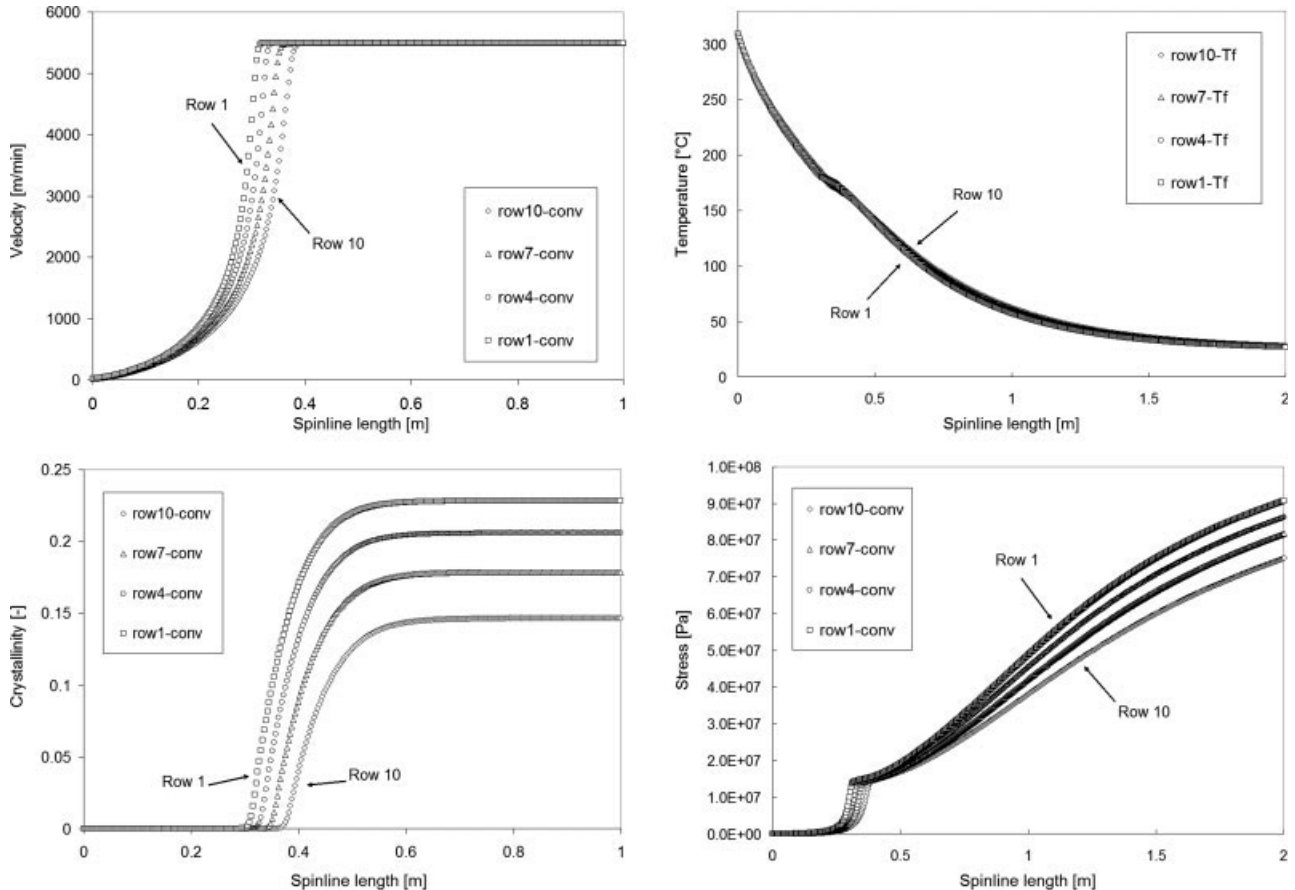 6000
5000
4000
3000
2000
1000
0
Velocity [m/min]
Row 1
Row 10
row10-conv
row7-conv
row4-conv
row1-conv
0
0.2
0.4
0.6
0.8
1
Spinline length [m]
300
250
200
150
100
50
0
Temperature [°C]
row10-Tf
row7-Tf
row4-Tf
row1-Tf
Row 10
Row 1
0
0.5
1
1.5
2
Spinline length [m]
0.25
0.2
0.15
0.1
0.05
0
Crystallinity [-]
row10-conv
row7-conv
row4-conv
row1-conv
Row 1
Row 10
0
0.2
0.4
0.6
0.8
1
Spinline length [m]
1.0E+08
9.0E+07
8.0E+07
7.0E+07
6.0E+07
5.0E+07
4.0E+07
3.0E+07
2.0E+07
1.0E+07
0.0E+00
Stress [Pa]
row10-conv
row7-conv
row4-conv
row1-conv
Row 1
Row 10
0
0.5
1
1.5
2
Spinline length [m]